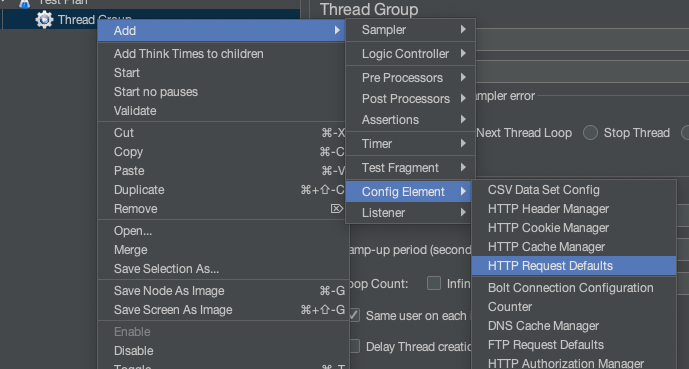 Test Plan
Thread Group
Thread Group
Add
Add Think Times to children
Start
Start no pauses
Validate
Cut ⌘-X
Copy ⌘-C
Paste ⌘-V
Duplicate ⌘+⇧-C
Remove ⌦
Open...
Merge
Save Selection As...
Save Node As Image ⌘-G
Save Screen As Image ⌘+⇧-G
Enable
Disable
Toggle ⌘-T
Sampler
Logic Controller
Pre Processors
Post Processors
Assertions
Timer
Test Fragment
Config Element
Listener
CSV Data Set Config
HTTP Header Manager
HTTP Cookie Manager
HTTP Cache Manager
HTTP Request Defaults
Bolt Connection Configuration
Counter
DNS Cache Manager
FTP Request Defaults
HTTP Authorization Manager
ampler error
Next Thread Loop
Stop Thread
amp-up period (second
oop Count:
Infin
Same user on each
Delay Thread creatio